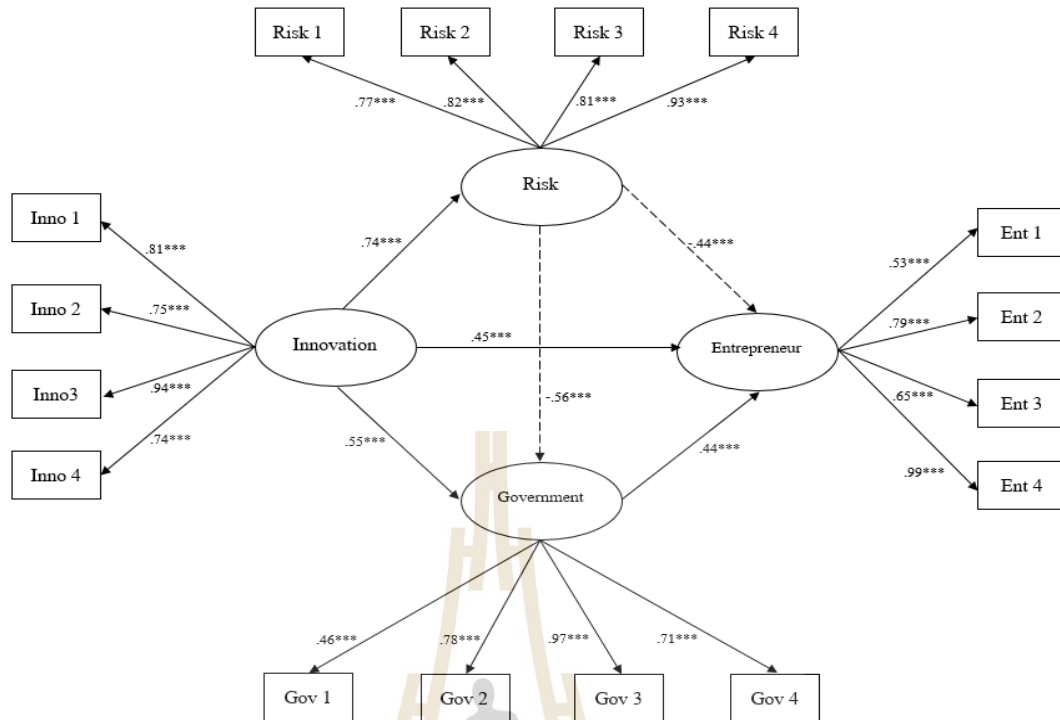 Risk 1
Risk 2
Risk 3
Risk 4
.77***
.82***
.81***
.93***
Risk
Inno 1
Inno 2
Inno3
Inno 4
.81***
.75***
.94***
.74***
Innovation
.74***
.45***
.55***
-.44***
-.56***
.44***
Entrepreneur
Ent 1
Ent 2
Ent 3
Ent 4
.53***
.79***
.65***
.99***
Government
.46***
.78***
.97***
.71***
Gov 1
Gov 2
Gov 3
Gov 4